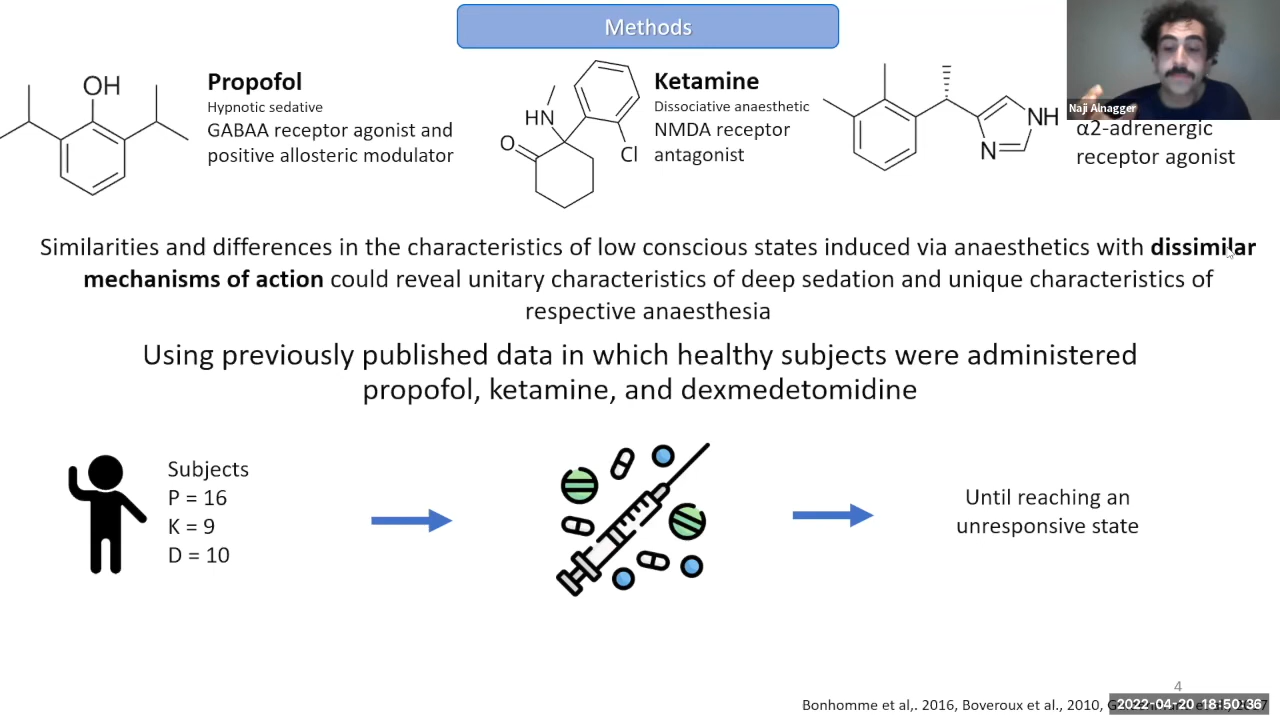 Methods
OH
Propofol
Hypnotic sedative
GABAA receptor agonist and
positive allosteric modulator
HN
O
Cl
Ketamine
Dissociative anaesthetic
NMDA receptor
antagonist
NH
N
Naji Alnagger
α2-adrenergic
receptor agonist
Similarities and differences in the characteristics of low conscious states induced via anaesthetics with dissimilar
mechanisms of action could reveal unitary characteristics of deep sedation and unique characteristics of
respective anaesthesia
Using previously published data in which healthy subjects were administered
propofol, ketamine, and dexmedetomidine
Subjects
P = 16
K = 9
D = 10
Until reaching an
unresponsive state
4
Bonhomme et al,. 2016, Boveroux et al., 2010,
2022-04-20 18:50:36